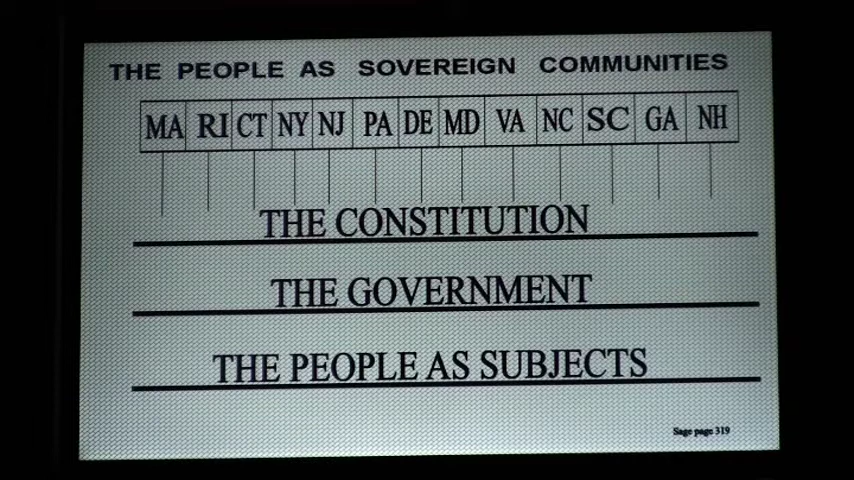 THE PEOPLE AS SOVEREIGN COMMUNITIES
MA RI CT NY NJ PA DE MD VA NC SC GA NH
THE CONSTITUTION
THE GOVERNMENT
THE PEOPLE AS SUBJECTS
Sage page 319